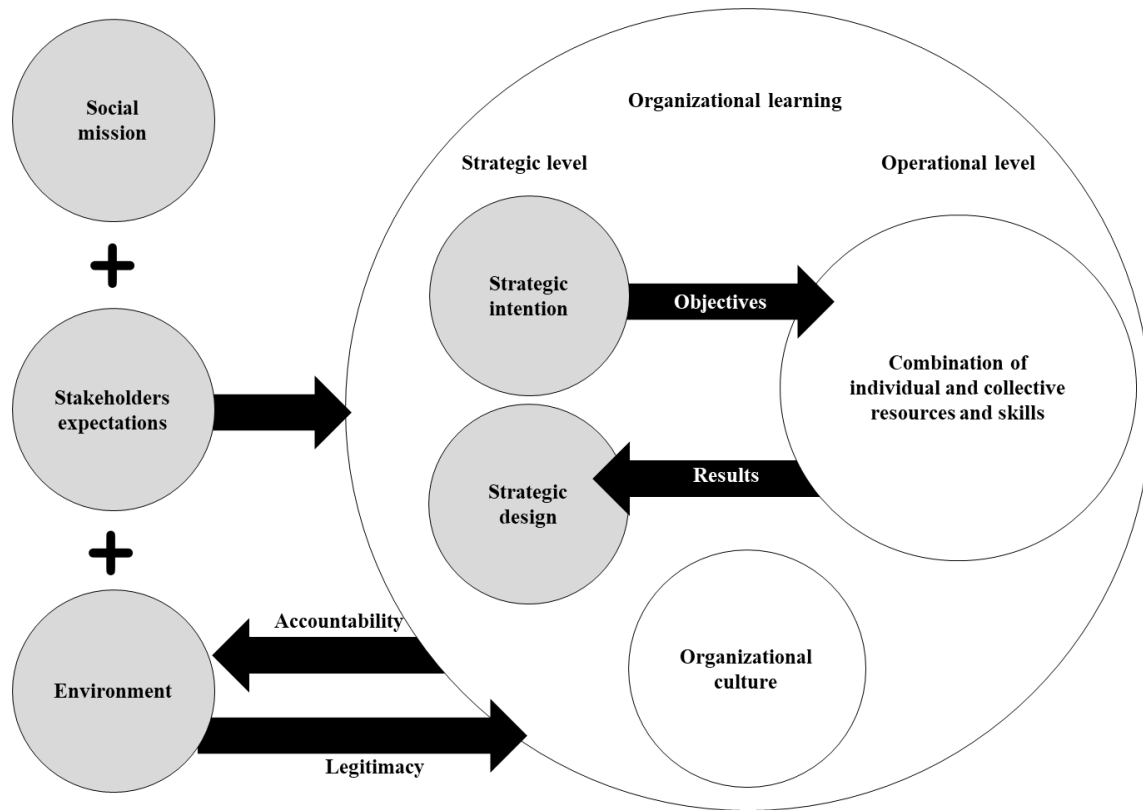 Social
mission
Organizational learning
Strategic level
Operational level
Strategic
intention
Objectives
Combination of
individual and collective
resources and skills
Stakeholders
expectations
Results
Strategic
design
Accountability
Environment
Organizational
culture
Legitimacy